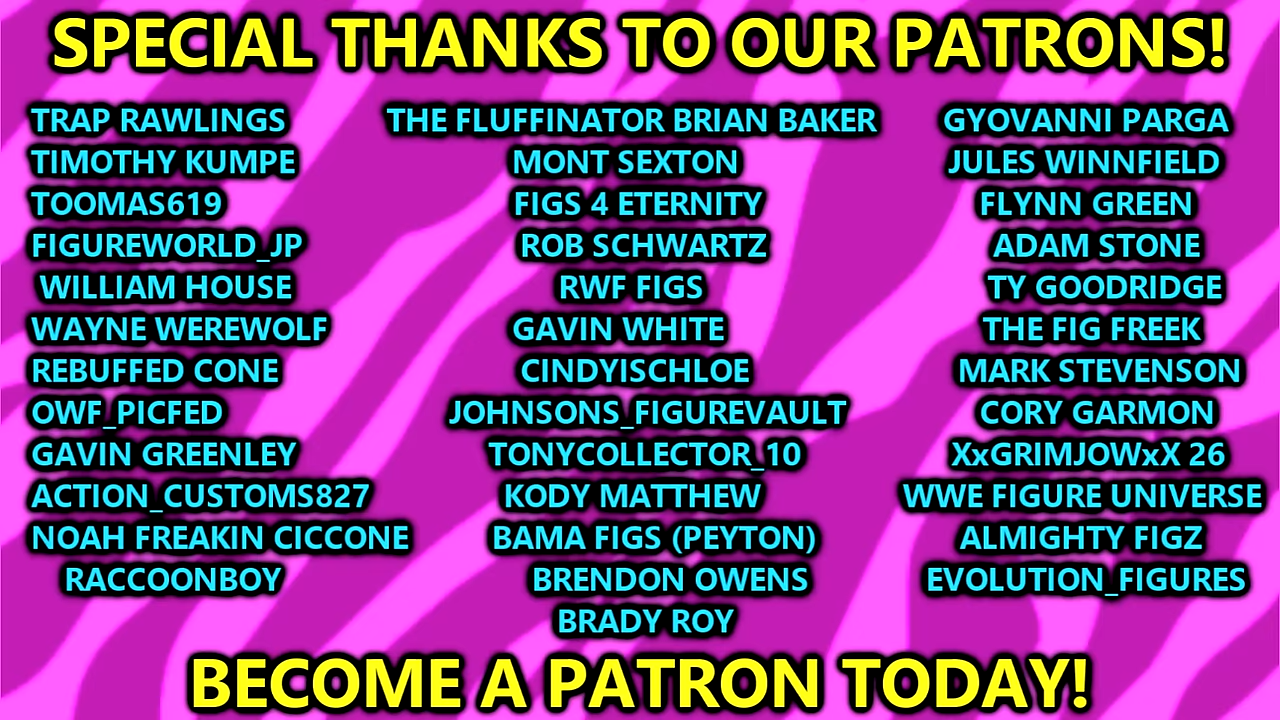 SPECIAL THANKS TO OUR PATRONS!
TRAP RAWLINGS
TIMOTHY KUMPE
TOOMAS619
FIGUREWORLD_JP
WILLIAM HOUSE
WAYNE WEREWOLF
REBUFFED CONE
OWF_PICFED
GAVIN GREENLEY
ACTION_CUSTOMS827
NOAH FREAKIN CICCONE
RACCOONBOY
THE FLUFFINATOR BRIAN BAKER
MONT SEXTON
FIGS 4 ETERNITY
ROB SCHWARTZ
RWF FIGS
GAVIN WHITE
CINDYISCHLOE
JOHNSONS_FIGUREVAULT
TONYCOLLECTOR_10
KODY MATTHEW
BAMA FIGS (PEYTON)
BRENDON OWENS
BRADY ROY
GYOVANNI PARGA
JULES WINNFIELD
FLYNN GREEN
ADAM STONE
TY GOODRIDGE
THE FIG FREEK
MARK STEVENSON
CORY GARMON
XxGRIMJOWxX 26
WWE FIGURE UNIVERSE
ALMIGHTY FIGZ
EVOLUTION_FIGURES
BECOME A PATRON TODAY!